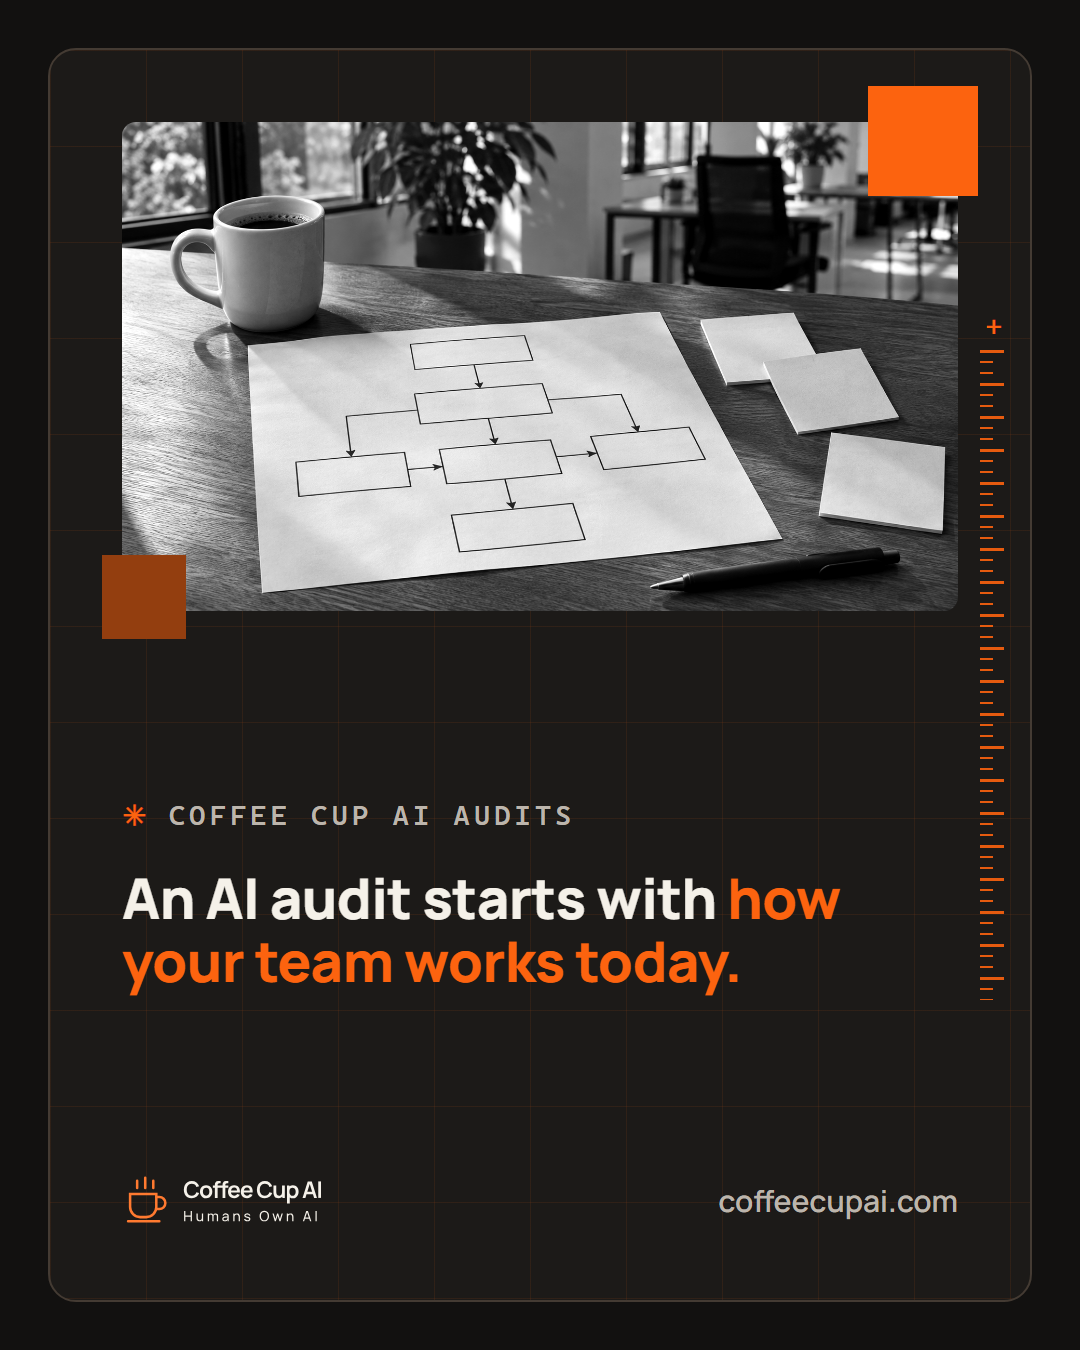 +
✳ COFFEE CUP AI AUDITS
An AI audit starts with how
your team works today.
Coffee Cup AI
Humans Own AI
coffeecupai.com